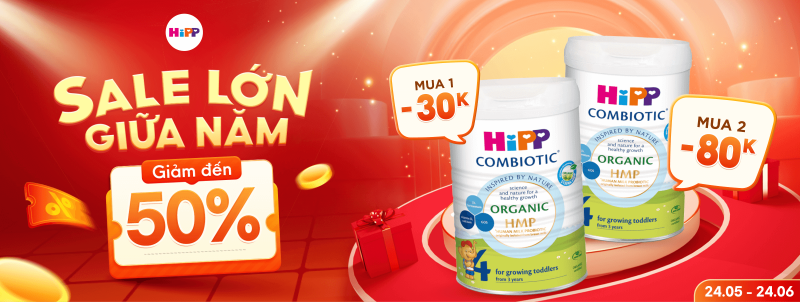 HiPP
SALE LỚN
GIỮA NĂM
Giảm đến
50%
MUA 1
-30K
MUA 2
-80K
HiPP
COMBIOTIC®
INSPIRED BY NATURE
science
and nature for a
healthy growth
ORGANIC
HMP
4
for growing toddlers
from 3 years
HiPP
COMBIOTIC®
INSPIRED BY NATURE
science
and nature for a
healthy growth
ORGANIC
HMP
4
for growing toddlers
from 3 years
24.05 - 24.06